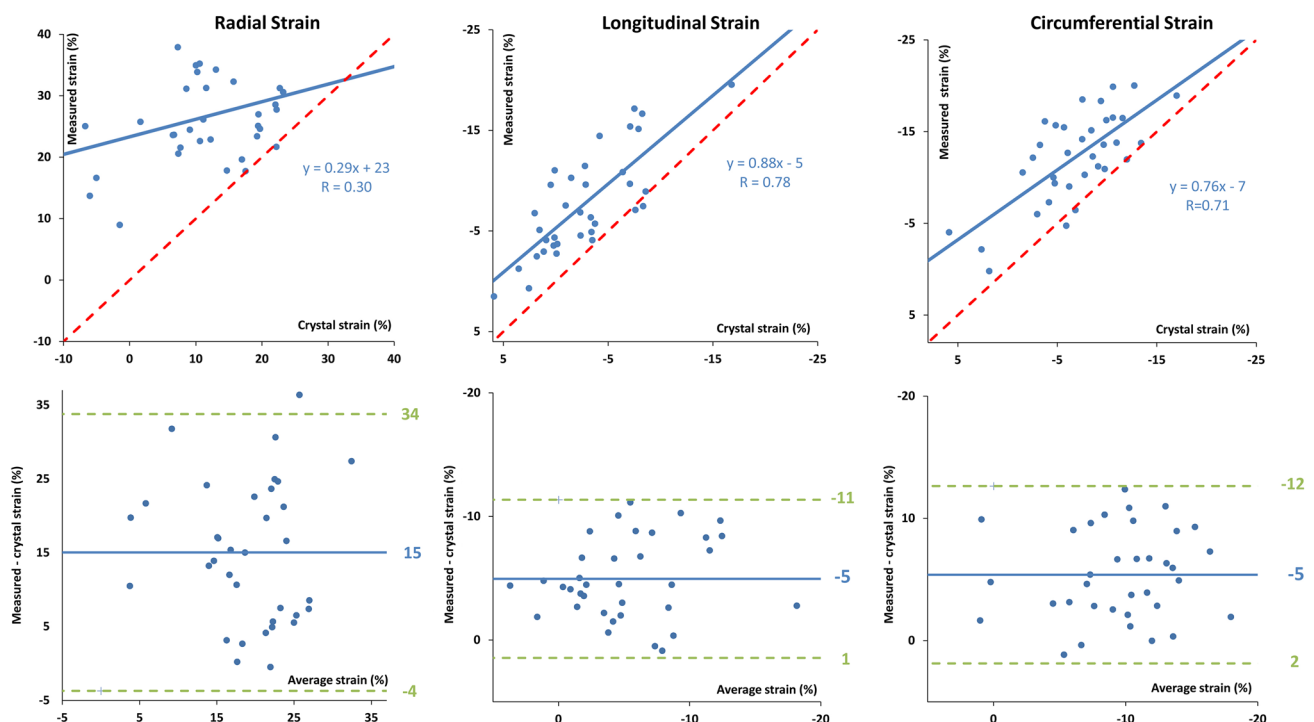 Radial Strain
Longitudinal Strain
Circumferential Strain
Measured strain (%)
40
30
20
10
0
-10
-10
0
10
20
30
40
Crystal strain (%)
y = 0.29x + 23
R = 0.30
Measured strain (%)
-25
-15
-5
5
5
-5
-15
-25
Crystal strain (%)
y = 0.88x - 5
R = 0.78
Measured strain (%)
-25
-15
-5
5
5
-5
-15
-25
Crystal strain (%)
y = 0.76x - 7
R=0.71
Measured - crystal strain (%)
35
25
15
5
-5
-5
5
15
25
35
Average strain (%)
34
15
-4
Measured - crystal strain (%)
-20
-10
0
0
-10
-20
Average strain (%)
-11
-5
1
Measured - crystal strain (%)
-20
10
0
0
-10
-20
Average strain (%)
-12
-5
2